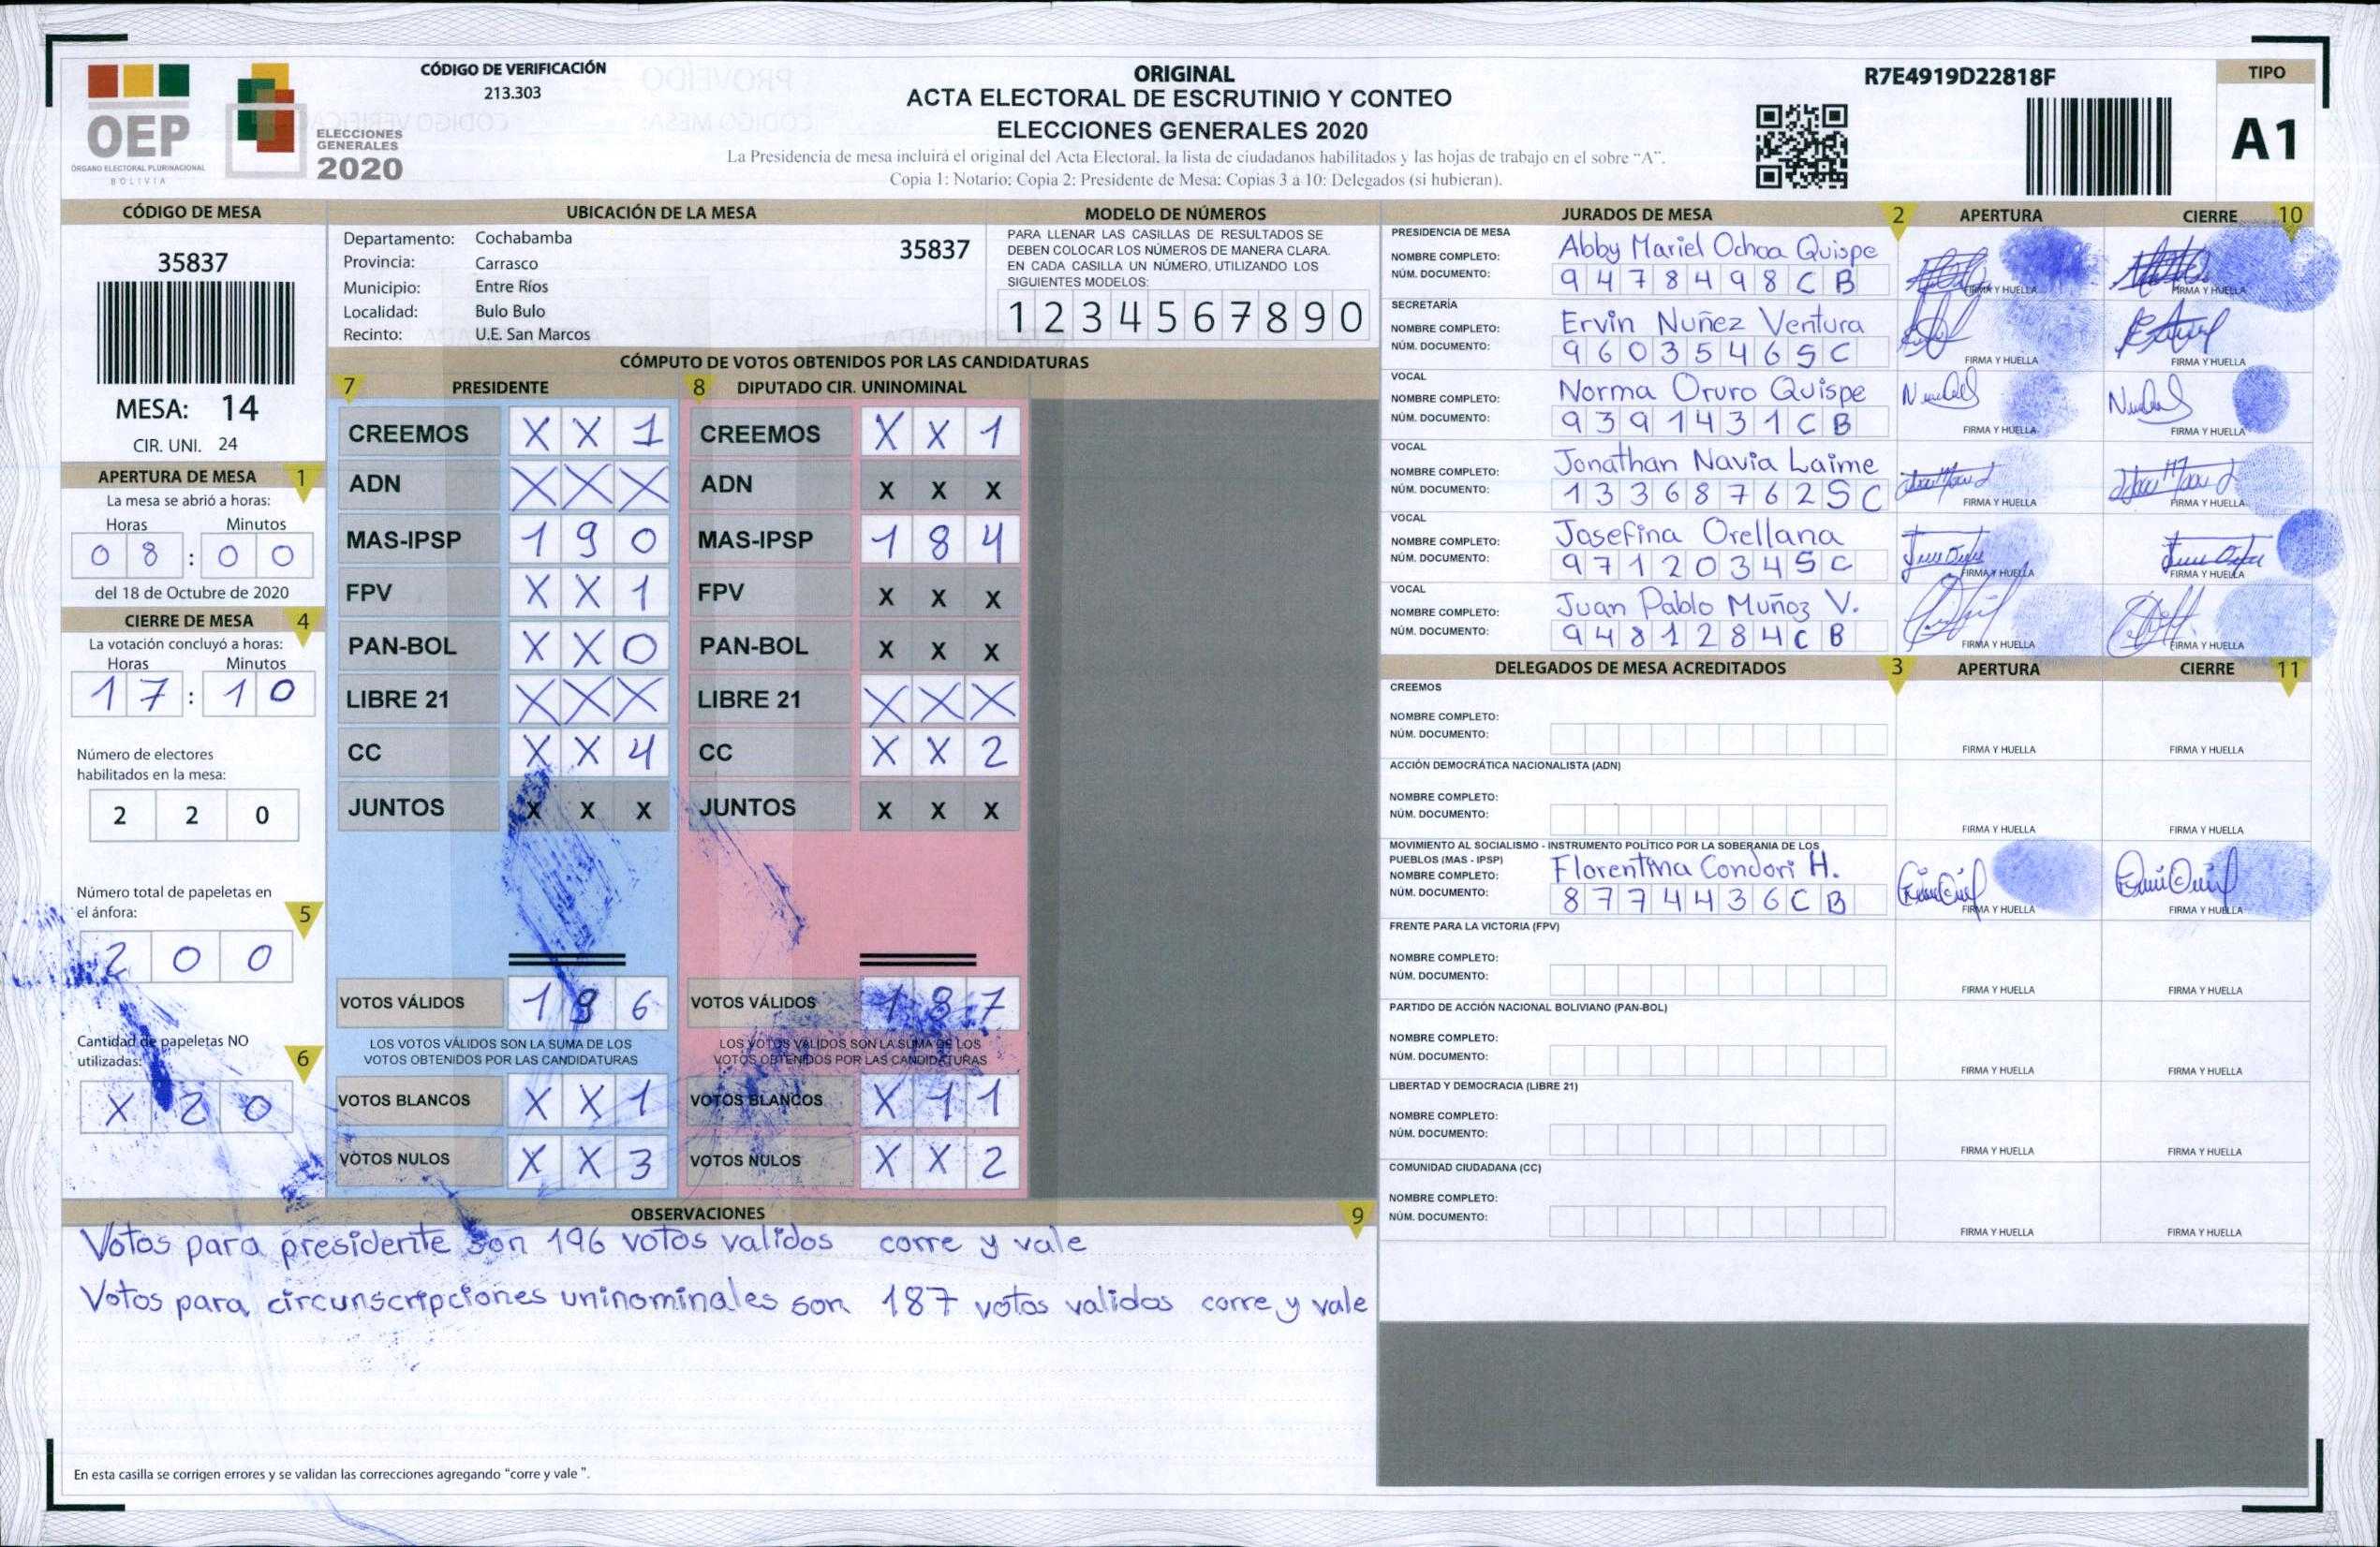 OEP
ÓRGANO ELECTORAL PLURINACIONAL
BOLIVIA
ELECCIONES
GENERALES
2020
CÓDIGO DE VERIFICACIÓN
213.303
ORIGINAL
ACTA ELECTORAL DE ESCRUTINIO Y CONTEO
ELECCIONES GENERALES 2020
La Presidencia de mesa incluirá el original del Acta Electoral, la lista de ciudadanos habilitados y las hojas de trabajo en el sobre "A".
Copia 1: Notario; Copia 2: Presidente de Mesa; Copias 3 a 10: Delegados (si hubieran).
R7E4919D22818F
TIPO
A1
CÓDIGO DE MESA
35837
MESA: 14
CIR. UNI. 24
APERTURA DE MESA 1
La mesa se abrió a horas:
Horas Minutos
08:00
del 18 de Octubre de 2020
CIERRE DE MESA 4
La votación concluyó a horas:
Horas Minutos
17:10
Número de electores
habilitados en la mesa:
2 2 0
Número total de papeletas en
el ánfora: 5
2 0 0
Cantidad de papeletas NO
utilizadas: 6
X 2 0
UBICACIÓN DE LA MESA
Departamento: Cochabamba 35837
Provincia: Carrasco
Municipio: Entre Ríos
Localidad: Bulo Bulo
Recinto: U.E. San Marcos
MODELO DE NÚMEROS
PARA LLENAR LAS CASILLAS DE RESULTADOS SE
DEBEN COLOCAR LOS NÚMEROS DE MANERA CLARA.
EN CADA CASILLA UN NÚMERO, UTILIZANDO LOS
SIGUIENTES MODELOS:
1 2 3 4 5 6 7 8 9 0
CÓMPUTO DE VOTOS OBTENIDOS POR LAS CANDIDATURAS
7 PRESIDENTE 8 DIPUTADO CIR. UNINOMINAL
CREEMOS X X 1 CREEMOS X X 1
ADN X X X ADN X X X
MAS-IPSP 1 9 0 MAS-IPSP 1 8 4
FPV X X 1 FPV X X X
PAN-BOL X X 0 PAN-BOL X X X
LIBRE 21 X X X LIBRE 21 X X X
CC X X 4 CC X X 2
JUNTOS X X X JUNTOS X X X
VOTOS VÁLIDOS 1 9 6 VOTOS VÁLIDOS 1 8 7
LOS VOTOS VÁLIDOS SON LA SUMA DE LOS LOS VOTOS VÁLIDOS SON LA SUMA DE LOS
VOTOS OBTENIDOS POR LAS CANDIDATURAS VOTOS OBTENIDOS POR LAS CANDIDATURAS
VOTOS BLANCOS X X 1 VOTOS BLANCOS X 1 1
VOTOS NULOS X X 3 VOTOS NULOS X X 2
OBSERVACIONES 9
Votos para presidente son 196 votos validos corre y vale
Votos para circunscripciones uninominales son 187 votos validos corre y vale
En esta casilla se corrigen errores y se validan las correcciones agregando "corre y vale ".
JURADOS DE MESA 2 APERTURA CIERRE 10
PRESIDENCIA DE MESA
NOMBRE COMPLETO: Abby Mariel Ochoa Quispe
NÚM. DOCUMENTO: 9478498CB FIRMA Y HUELLA FIRMA Y HUELLA
SECRETARÍA
NOMBRE COMPLETO: Ervin Nuñez Ventura
NÚM. DOCUMENTO: 9603546SC FIRMA Y HUELLA FIRMA Y HUELLA
VOCAL
NOMBRE COMPLETO: Norma Oruro Quispe
NÚM. DOCUMENTO: 9391431CB FIRMA Y HUELLA FIRMA Y HUELLA
VOCAL
NOMBRE COMPLETO: Jonathan Navia Laime
NÚM. DOCUMENTO: 13368762SC FIRMA Y HUELLA FIRMA Y HUELLA
VOCAL
NOMBRE COMPLETO: Josefina Orellana
NÚM. DOCUMENTO: 9712034SC FIRMA Y HUELLA FIRMA Y HUELLA
VOCAL
NOMBRE COMPLETO: Juan Pablo Muñoz V.
NÚM. DOCUMENTO: 9481284CB FIRMA Y HUELLA FIRMA Y HUELLA
DELEGADOS DE MESA ACREDITADOS 3 APERTURA CIERRE 11
CREEMOS
NOMBRE COMPLETO:
NÚM. DOCUMENTO: FIRMA Y HUELLA FIRMA Y HUELLA
ACCIÓN DEMOCRÁTICA NACIONALISTA (ADN)
NOMBRE COMPLETO:
NÚM. DOCUMENTO: FIRMA Y HUELLA FIRMA Y HUELLA
MOVIMIENTO AL SOCIALISMO - INSTRUMENTO POLÍTICO POR LA SOBERANIA DE LOS
PUEBLOS (MAS - IPSP)
NOMBRE COMPLETO: Florentina Condori H.
NÚM. DOCUMENTO: 8774436CB FIRMA Y HUELLA FIRMA Y HUELLA
FRENTE PARA LA VICTORIA (FPV)
NOMBRE COMPLETO:
NÚM. DOCUMENTO: FIRMA Y HUELLA FIRMA Y HUELLA
PARTIDO DE ACCIÓN NACIONAL BOLIVIANO (PAN-BOL)
NOMBRE COMPLETO:
NÚM. DOCUMENTO: FIRMA Y HUELLA FIRMA Y HUELLA
LIBERTAD Y DEMOCRACIA (LIBRE 21)
NOMBRE COMPLETO:
NÚM. DOCUMENTO: FIRMA Y HUELLA FIRMA Y HUELLA
COMUNIDAD CIUDADANA (CC)
NOMBRE COMPLETO:
NÚM. DOCUMENTO: FIRMA Y HUELLA FIRMA Y HUELLA